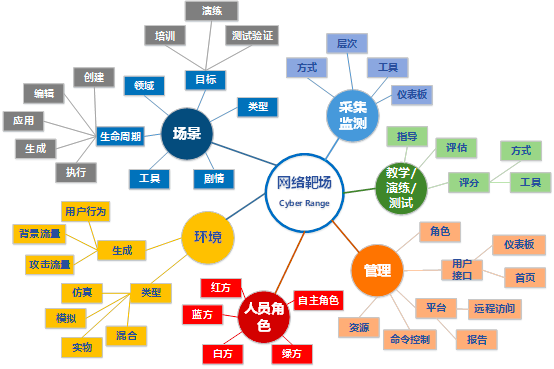 演练
培训
测试验证
目标
领域
类型
创建
编辑
应用
生成
执行
生命周期
场景
工具
剧情
层次
方式
工具
仪表板
采集
监测
指导
评估
评分
方式
工具
教学/
演练/
测试
网络靶场
Cyber Range
用户行为
背景流量
攻击流量
生成
环境
仿真
类型
模拟
实物
混合
红方
蓝方
白方
绿方
自主角色
人员角
色
管理
角色
用户
接口
仪表板
首页
平台
远程访问
报告
资源
命令控制